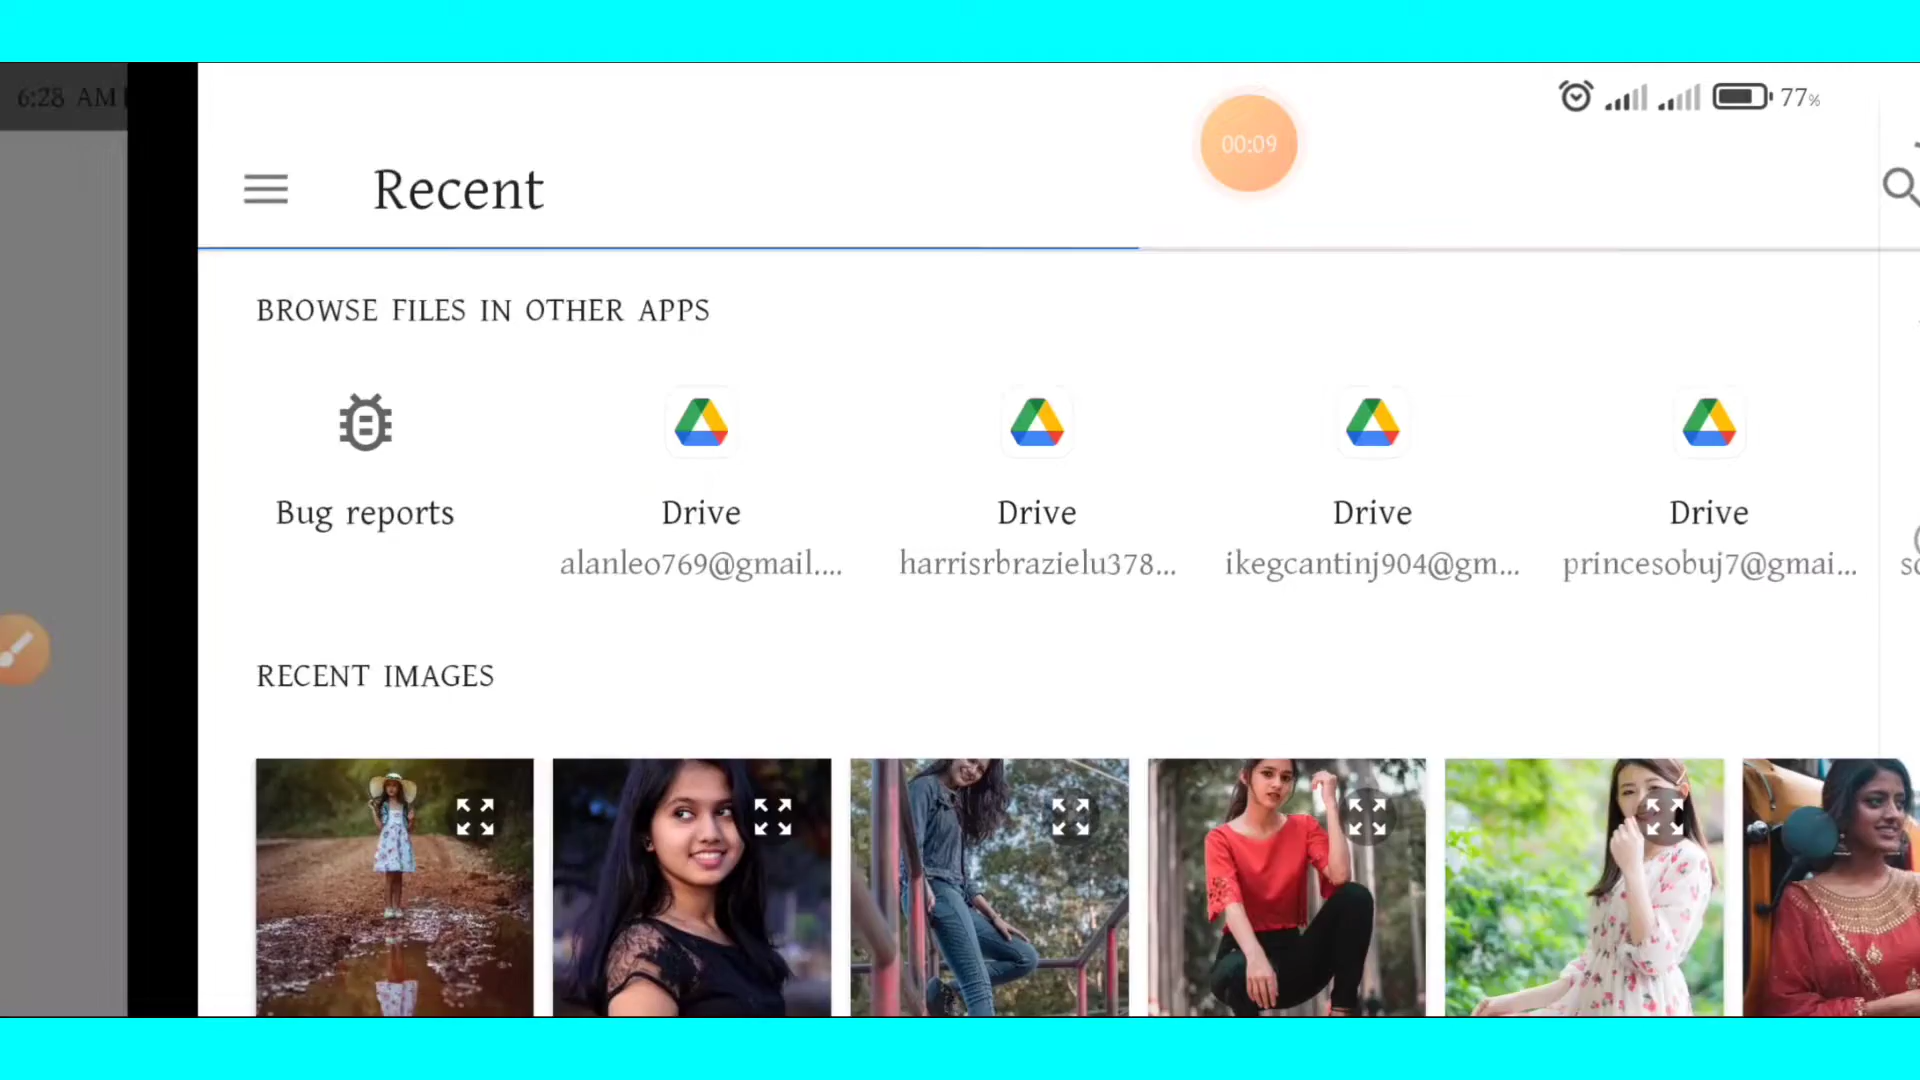 6:28 AM
77%
00:09
Recent
BROWSE FILES IN OTHER APPS
Bug reports
Drive
Drive
Drive
Drive
alanleo769@gmail....
harrisrbrazielu378...
ikegcantinj904@gm...
princesobuj7@gmai...
RECENT IMAGES